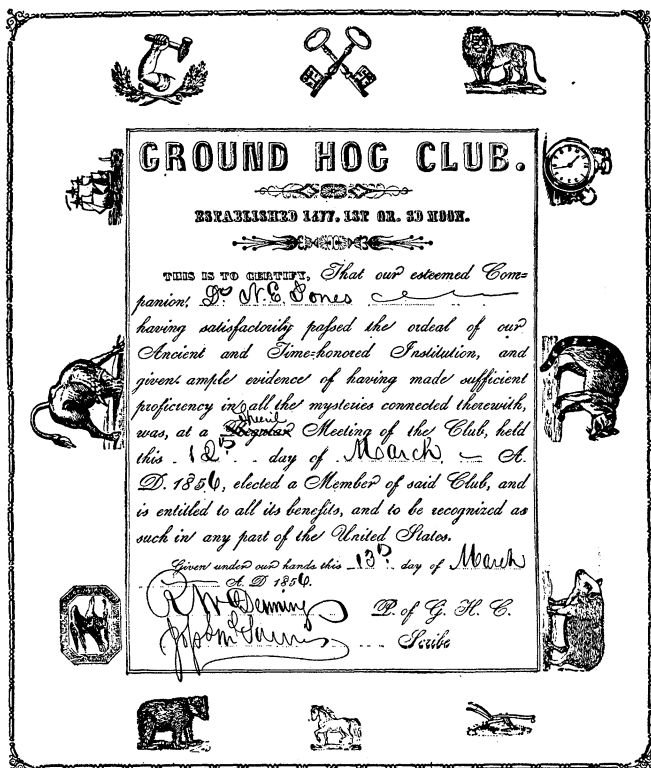 GROUND HOG CLUB.
ESTABLISHED 1477. 1ST QR. 3D MOON.
THIS IS TO CERTIFY, That our esteemed Com=
panion, Dr N. E. Jones
having satisfactorily passed the ordeal of our
Ancient and Time=honored Institution, and
given ample evidence of having made sufficient
proficiency in all the mysteries connected therewith,
was, at a Regular Meeting of the Club, held
this 12th day of March A.
D. 1856, elected a Member of said Club, and
is entitled to all its benefits, and to be recognized as
such in any part of the United States.
Given under our hands this 13th day of March
A. D. 1856.
P. of G. H. C.
Scribe